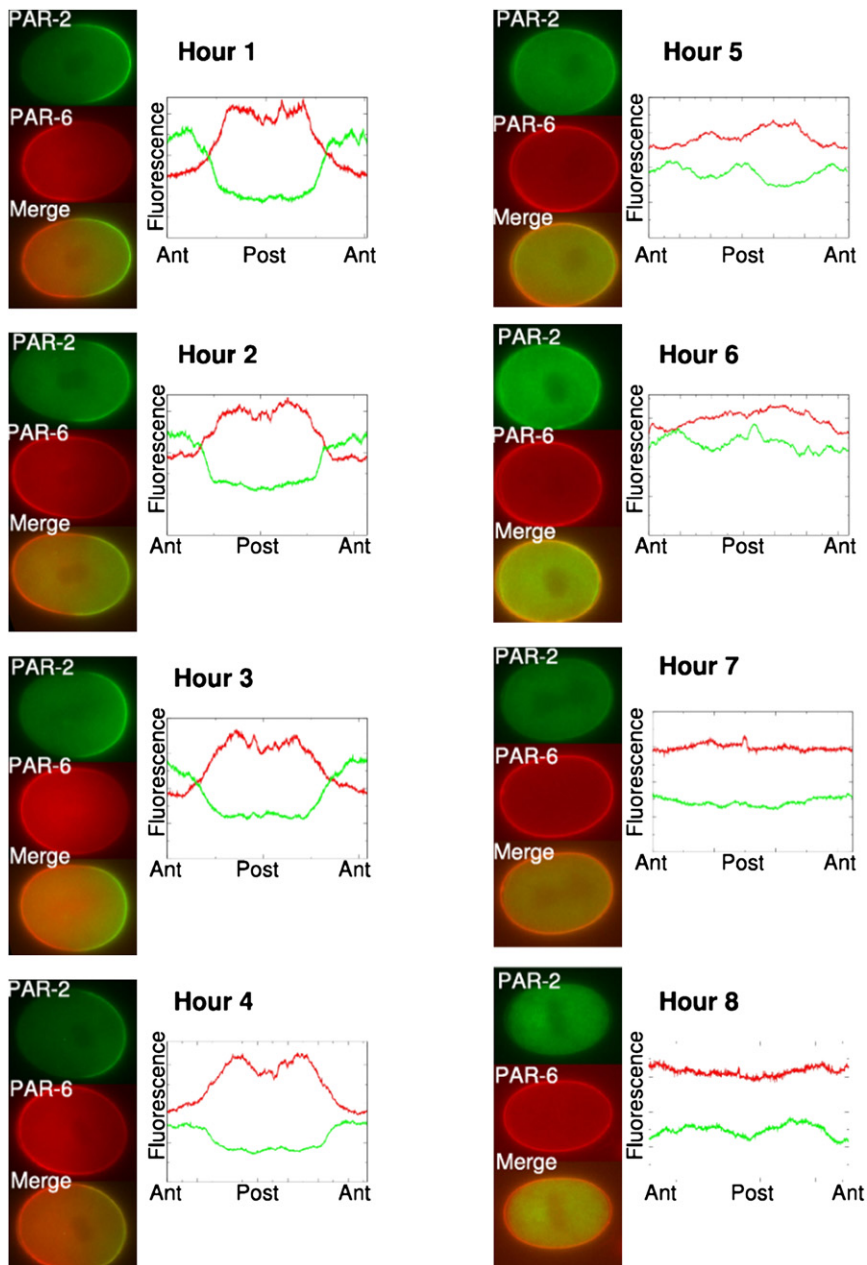 PAR-2
Hour 1
PAR-6
Merge
Fluorescence
Ant Post Ant
PAR-2
Hour 2
PAR-6
Merge
Fluorescence
Ant Post Ant
PAR-2
Hour 3
PAR-6
Merge
Fluorescence
Ant Post Ant
PAR-2
Hour 4
PAR-6
Merge
Fluorescence
Ant Post Ant
PAR-2
Hour 5
PAR-6
Merge
Fluorescence
Ant Post Ant
PAR-2
Hour 6
PAR-6
Merge
Fluorescence
Ant Post Ant
PAR-2
Hour 7
PAR-6
Merge
Fluorescence
Ant Post Ant
PAR-2
Hour 8
PAR-6
Merge
Fluorescence
Ant Post Ant